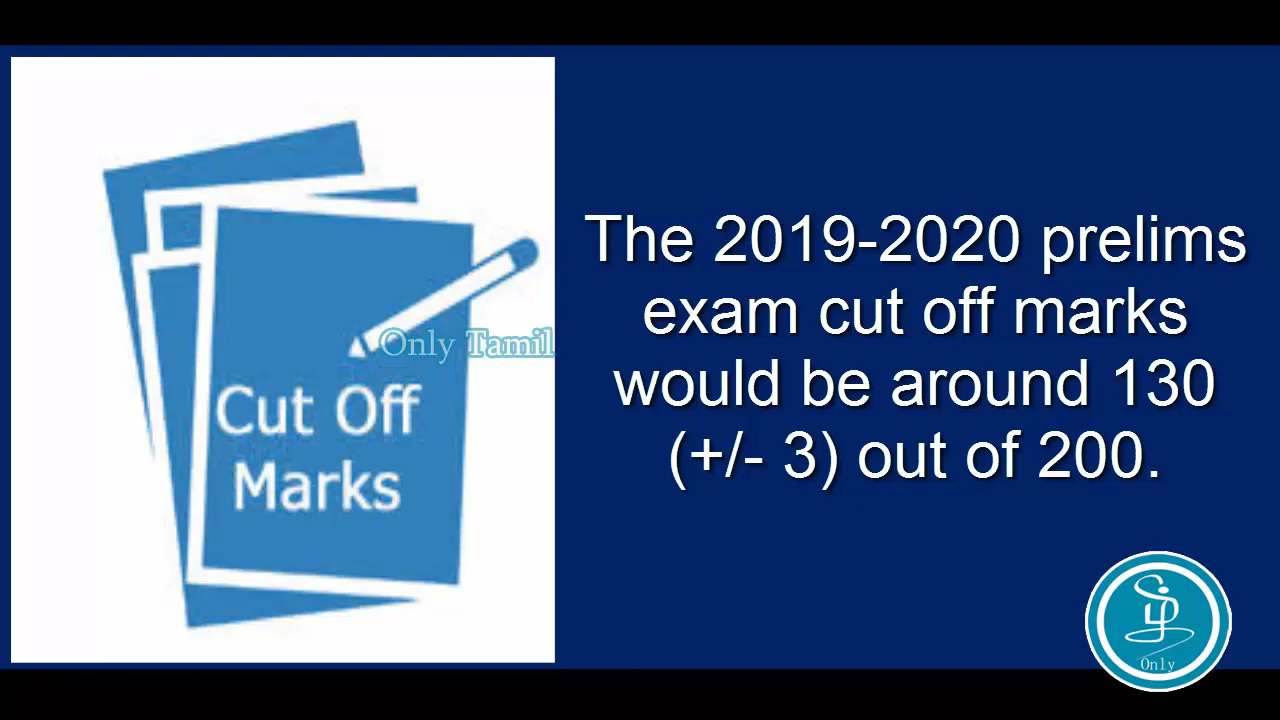 The 2019-2020 prelims
exam cut off marks
would be around 130
(+/- 3) out of 200.
Cut Off
Marks
Only Tamil
Only